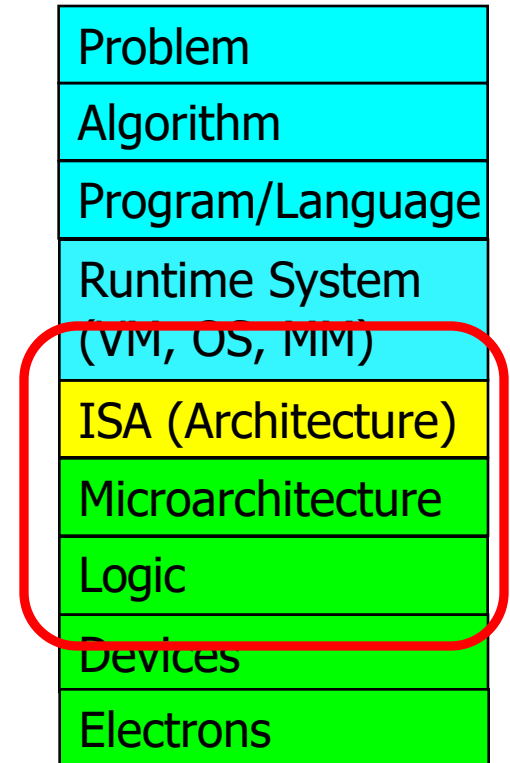 Problem
Algorithm
Program/Language
Runtime System
(VM, OS, MM)
ISA (Architecture)
Microarchitecture
Logic
Devices
Electrons